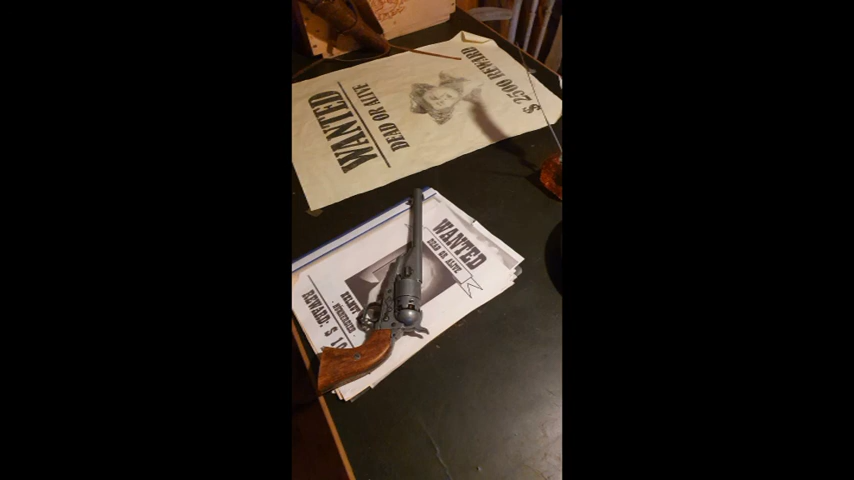 WANTED
DEAD OR ALIVE
$ 2500 REWARD
WANTED
DEAD OR ALIVE
REWARD: $